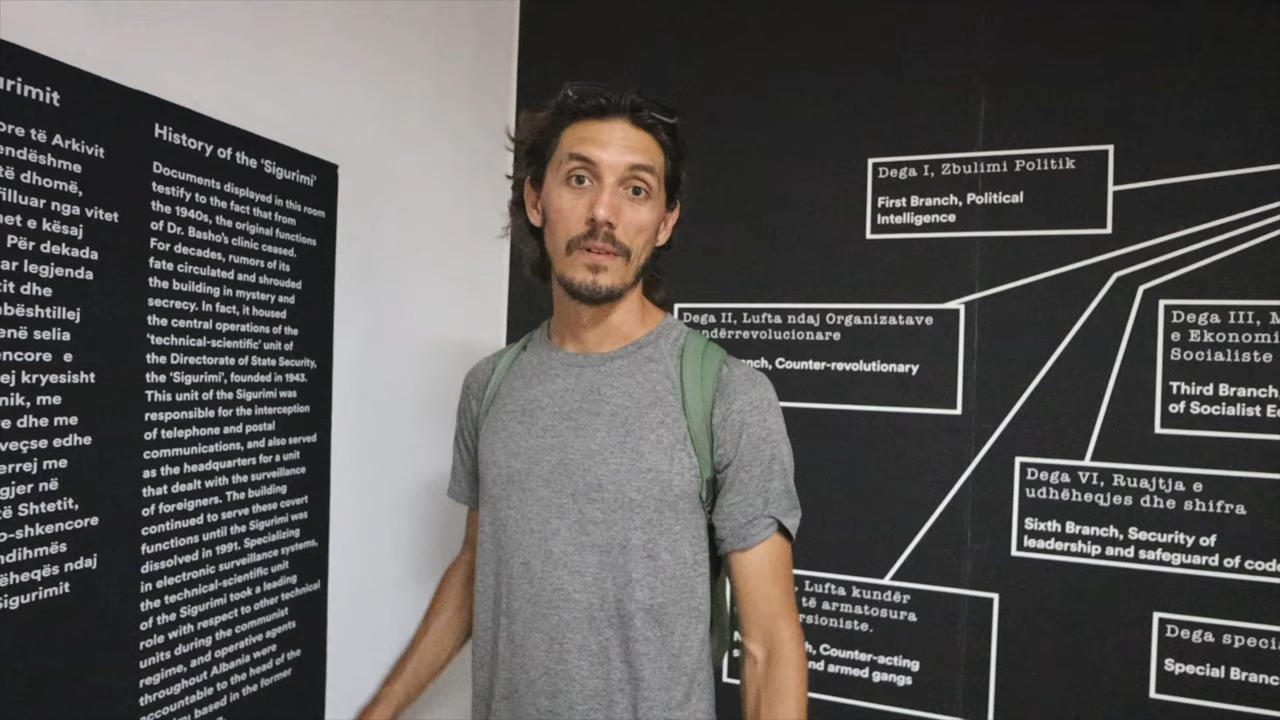 ore të Arkivit
History of the ‘Sigurimi’
Documents displayed in this room
testify to the fact that from
the 1940s, the original functions
of Dr. Basho’s clinic ceased.
For decades, rumors of its
fate circulated and shrouded
the building in mystery and
secrecy. In fact, it housed
the central operations of the
‘technical-scientific’ unit of
the Directorate of State Security,
the ‘Sigurimi’, founded in 1943.
This unit of the Sigurimi was
responsible for the interception
of telephone and postal
communications, and also served
as the headquarters for a unit
that dealt with the surveillance
of foreigners. The building
continued to serve these covert
functions until the Sigurimi was
dissolved in 1991. Specializing
in electronic surveillance systems,
the technical-scientific unit
of the Sigurimi took a leading
role with respect to other technical
units during the communist
regime, and operative agents
throughout Albania were
accountable to the head of the
based in the former
të dhomë,
filluar nga vitet
et e kësaj
Për dekada
ar legjenda
tit dhe
mbështillej
enë selia
encore e
ej kryesisht
nik, me
e dhe me
veçse edhe
errej me
gjer në
të Shtetit,
o-shkencore
ndihmës
ëheqës ndaj
Sigurimit
Dega I, Zbulimi Politik
First Branch, Political
Intelligence
Dega II, Lufta ndaj Organizatave
ndërrevolucionare
nch, Counter-revolutionary
Dega III, M
e Ekonomi
Socialiste
Third Branch,
of Socialist E
Dega VI, Ruajtja e
udhëheqjes dhe shifra
Sixth Branch, Security of
leadership and safeguard of code
, Lufta kundër
të armatosura
rsioniste.
h, Counter-acting
nd armed gangs
Dega speci
Special Branc